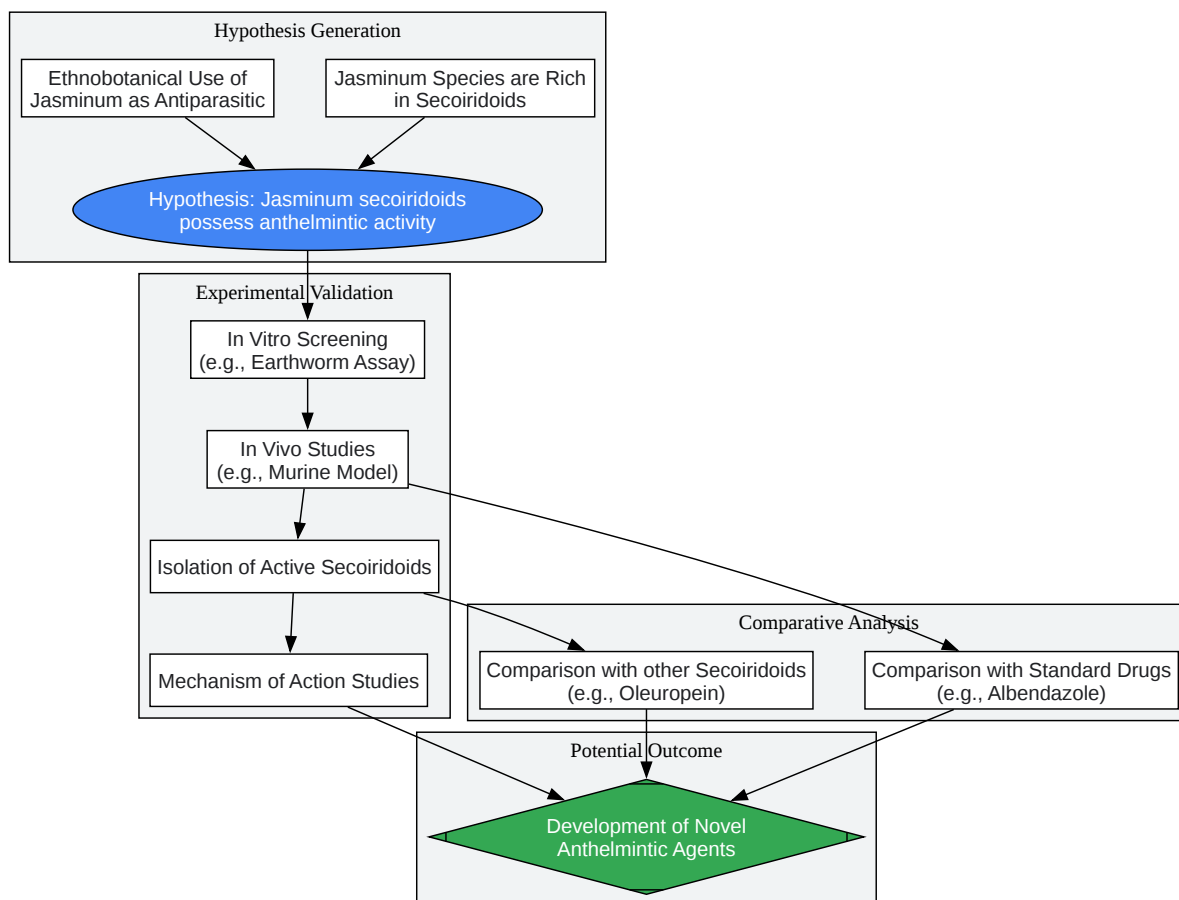 Hypothesis Generation
Ethnobotanical Use of
Jasminum as Antiparasitic
Jasminum Species are Rich
in Secoiridoids
Hypothesis: Jasminum secoiridoids
possess anthelmintic activity
Experimental Validation
In Vitro Screening
(e.g., Earthworm Assay)
In Vivo Studies
(e.g., Murine Model)
Isolation of Active Secoiridoids
Mechanism of Action Studies
Comparative Analysis
Comparison with other Secoiridoids
(e.g., Oleuropein)
Comparison with Standard Drugs
(e.g., Albendazole)
Potential Outcome
Development of Novel
Anthelmintic Agents